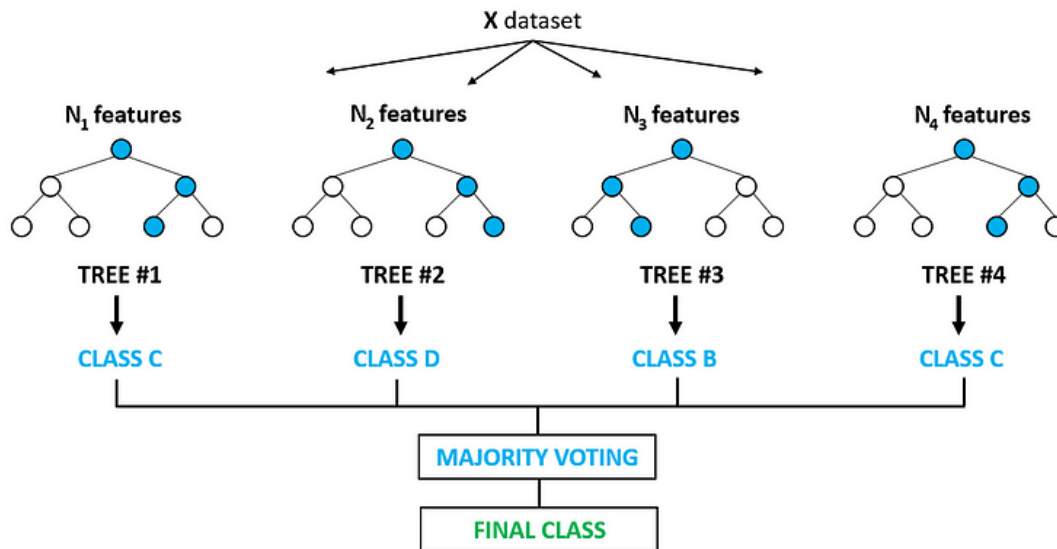 X dataset
N₁ features
N₂ features
N₃ features
N₄ features
TREE #1
TREE #2
TREE #3
TREE #4
CLASS C
CLASS D
CLASS B
CLASS C
MAJORITY VOTING
FINAL CLASS